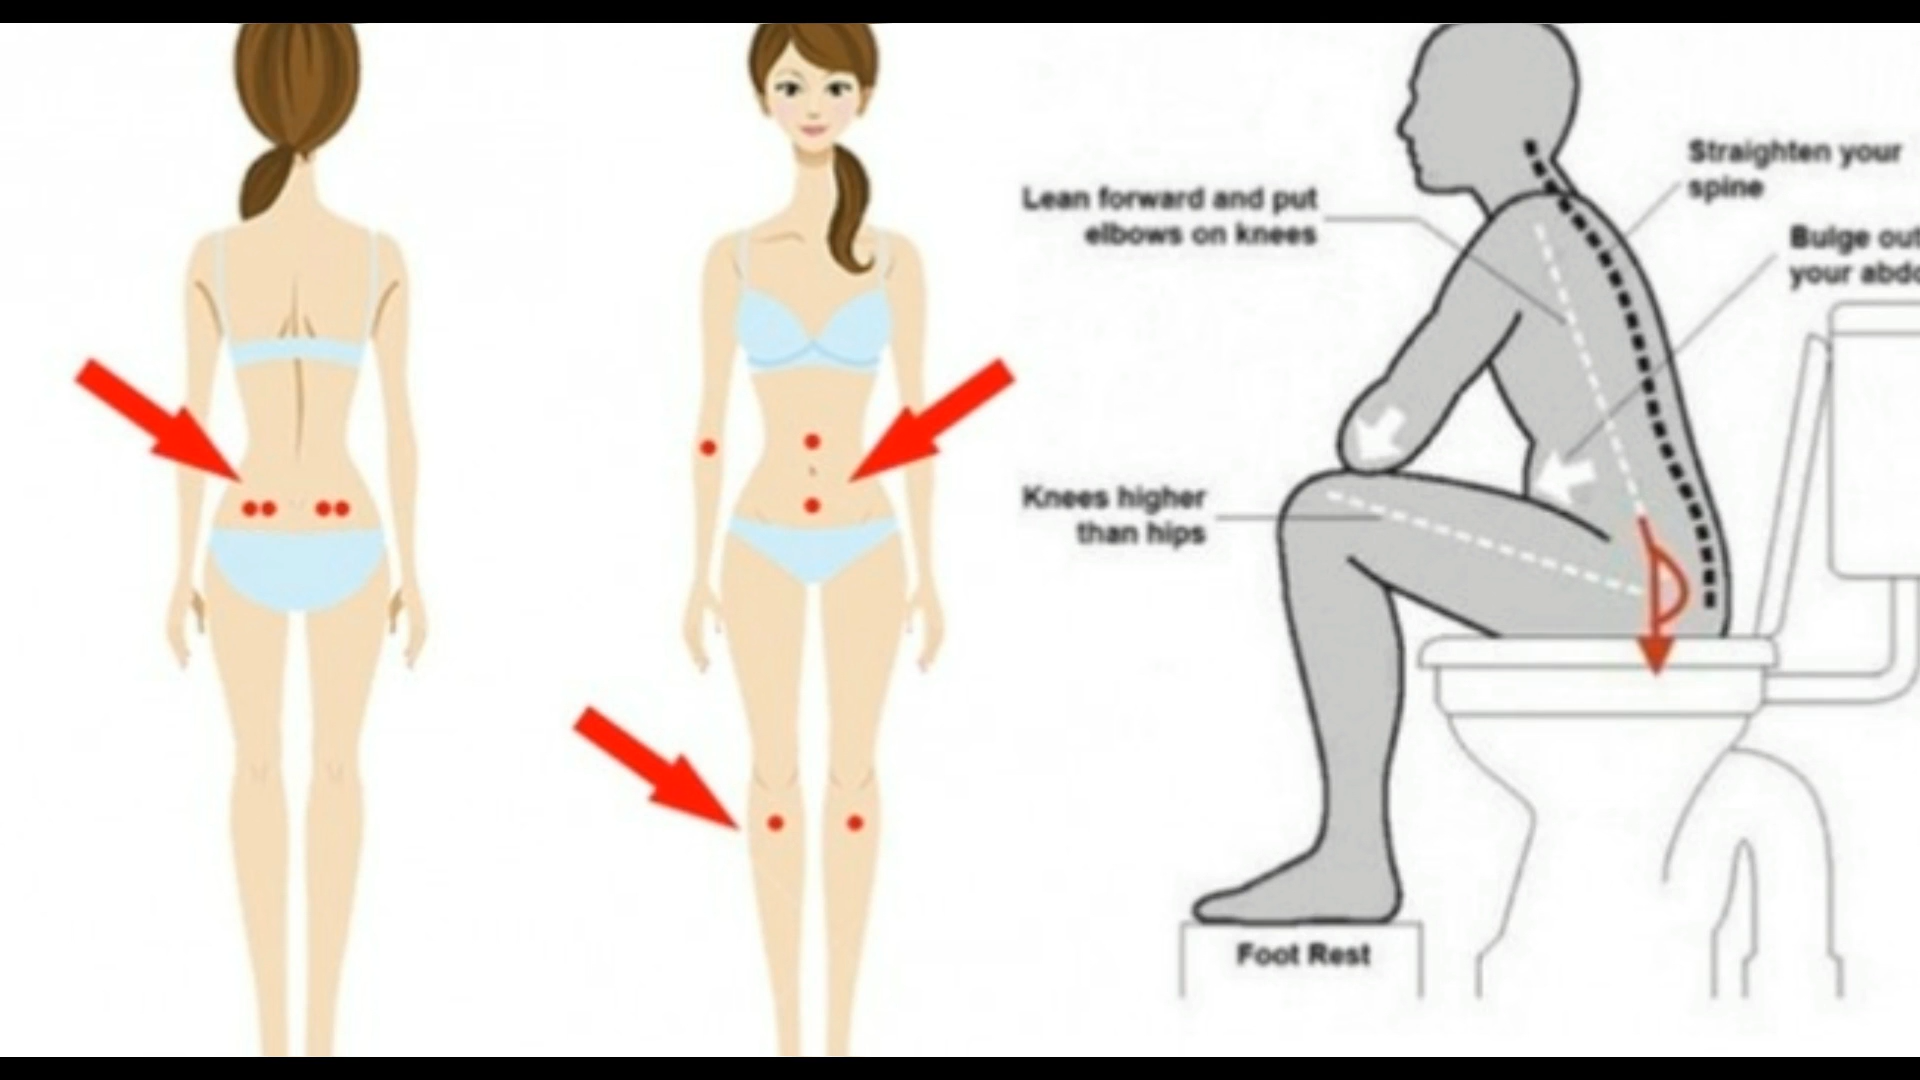 Lean forward and put
elbows on knees
Straighten your
spine
Bulge out
your abdo
Knees higher
than hips
Foot Rest